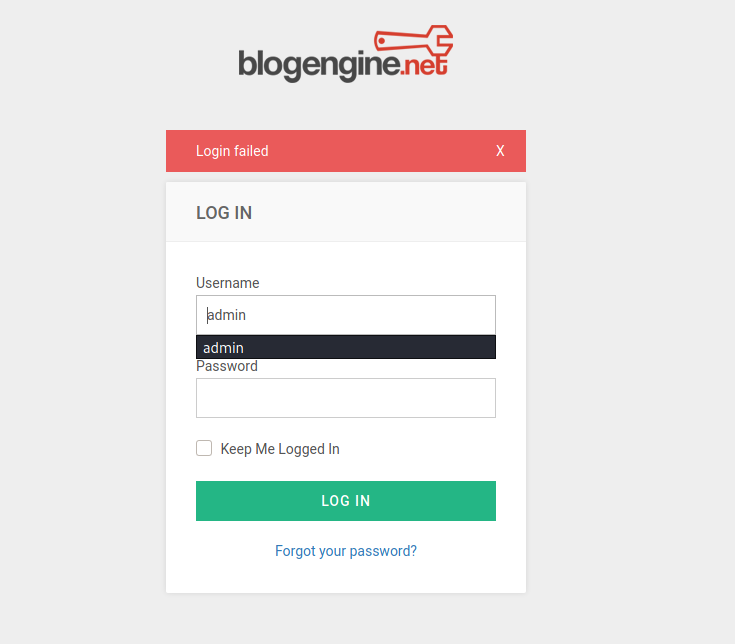 blogengine.net
Login failed X
LOG IN
Username
admin
admin
Password
Keep Me Logged In
LOG IN
Forgot your password?